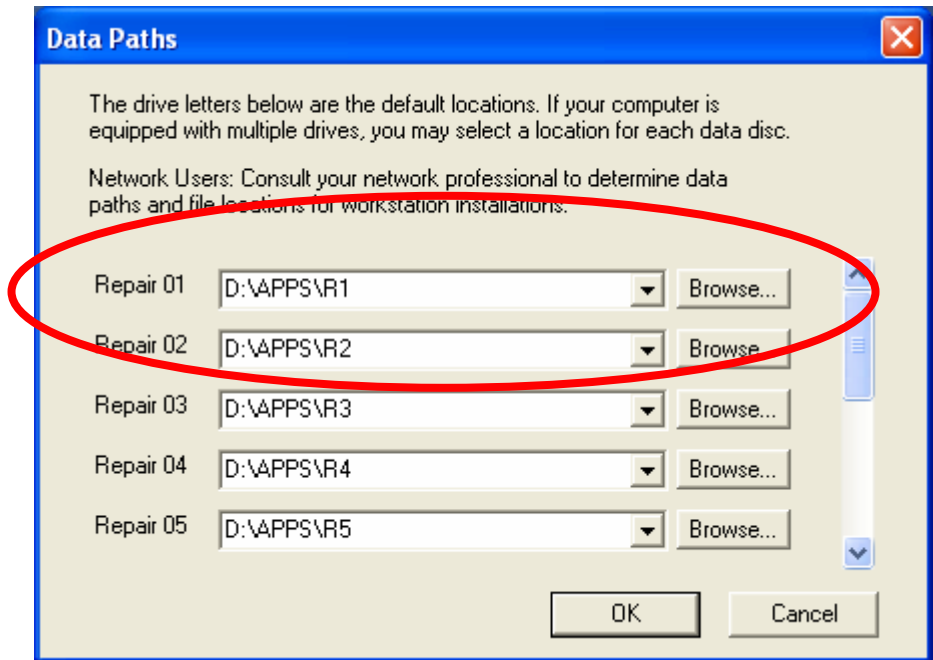 Data Paths
The drive letters below are the default locations. If your computer is
equipped with multiple drives, you may select a location for each data disc.
Network Users: Consult your network professional to determine data
paths and file locations for workstation installations.
Repair 01 D:\APPS\R1 Browse...
Repair 02 D:\APPS\R2 Browse...
Repair 03 D:\APPS\R3 Browse...
Repair 04 D:\APPS\R4 Browse...
Repair 05 D:\APPS\R5 Browse...
OK Cancel